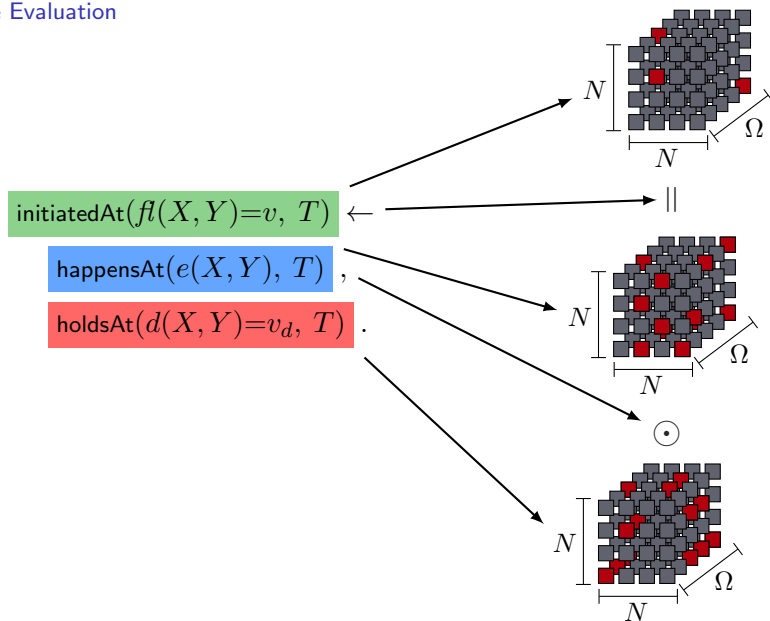 Evaluation
N
N
Ω
initiatedAt(fl(X, Y)=v, T) ←
||
happensAt(e(X, Y), T) ,
holdsAt(d(X, Y)=v_d, T) .
N
N
Ω
⊙
N
N
Ω